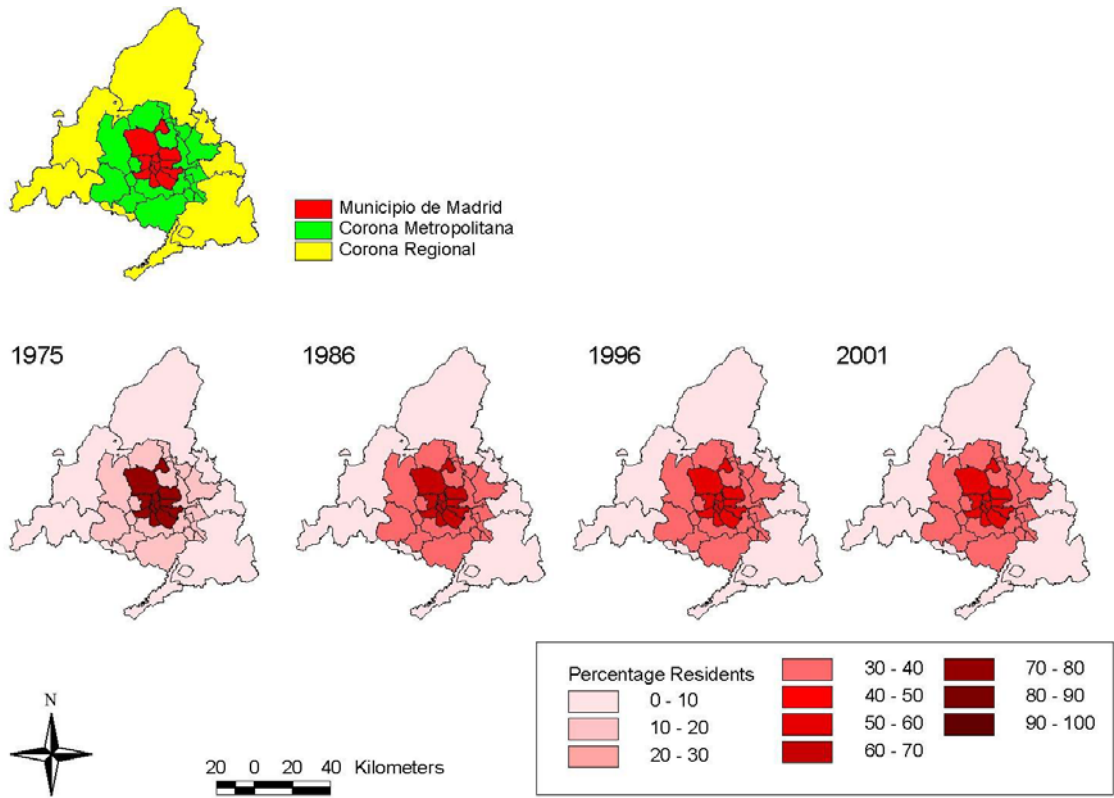 Municipio de Madrid
Corona Metropolitana
Corona Regional
1975
1986
1996
2001
N
20 0 20 40 Kilometers
Percentage Residents
0 - 10
10 - 20
20 - 30
30 - 40
40 - 50
50 - 60
60 - 70
70 - 80
80 - 90
90 - 100